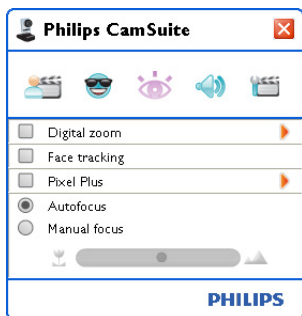 Philips CamSuite
Digital zoom
Face tracking
Pixel Plus
Autofocus
Manual focus
PHILIPS